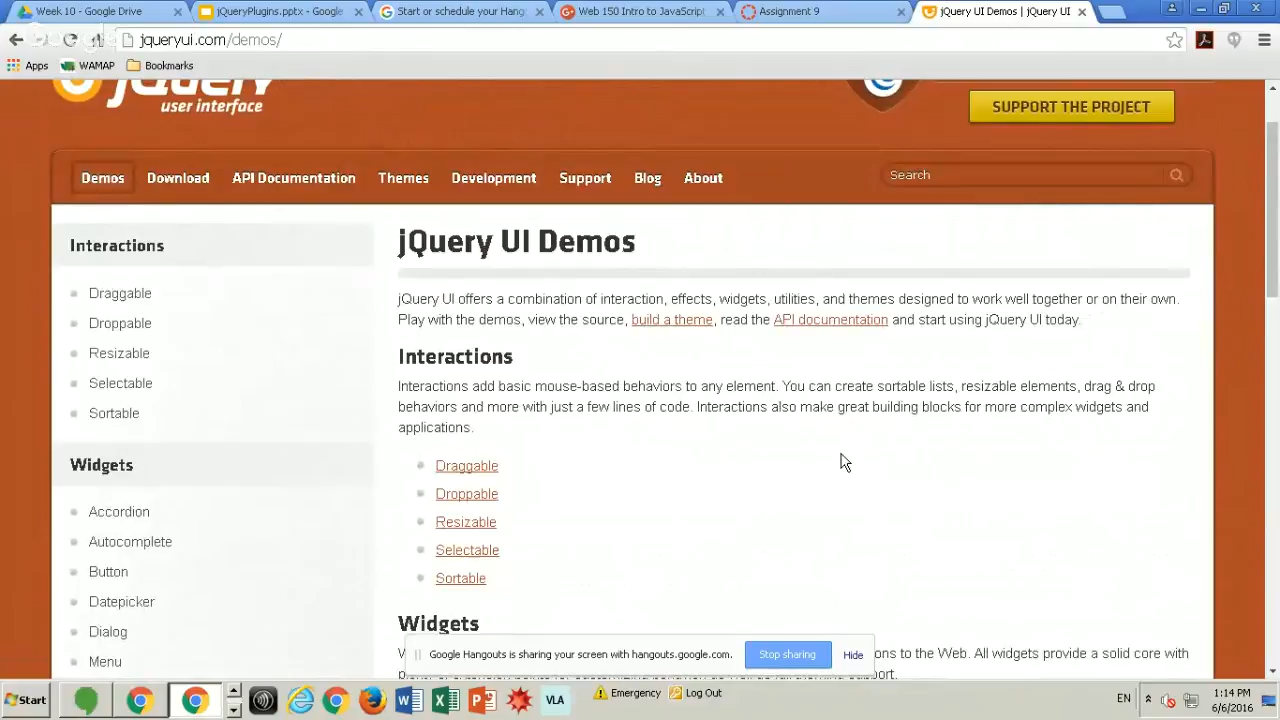 Week 10 - Google Drive
jQueryPlugins.pptx - Google
Start or schedule your Hang
Web 150 Intro to JavaScript
Assignment 9
jQuery UI Demos | jQuery UI
jqueryui.com/demos/
Apps
WAMAP
Bookmarks
jQuery
user interface
SUPPORT THE PROJECT
Demos
Download
API Documentation
Themes
Development
Support
Blog
About
Search
Interactions
Draggable
Droppable
Resizable
Selectable
Sortable
Widgets
Accordion
Autocomplete
Button
Datepicker
Dialog
Menu
jQuery UI Demos
jQuery UI offers a combination of interaction, effects, widgets, utilities, and themes designed to work well together or on their own.
Play with the demos, view the source, build a theme, read the API documentation and start using jQuery UI today.
Interactions
Interactions add basic mouse-based behaviors to any element. You can create sortable lists, resizable elements, drag & drop
behaviors and more with just a few lines of code. Interactions also make great building blocks for more complex widgets and
applications.
Draggable
Droppable
Resizable
Selectable
Sortable
Widgets
ons to the Web. All widgets provide a solid core with
Google Hangouts is sharing your screen with hangouts.google.com.
Stop sharing
Hide
Start
VLA
Emergency
Log Out
EN
1:14 PM
6/6/2016